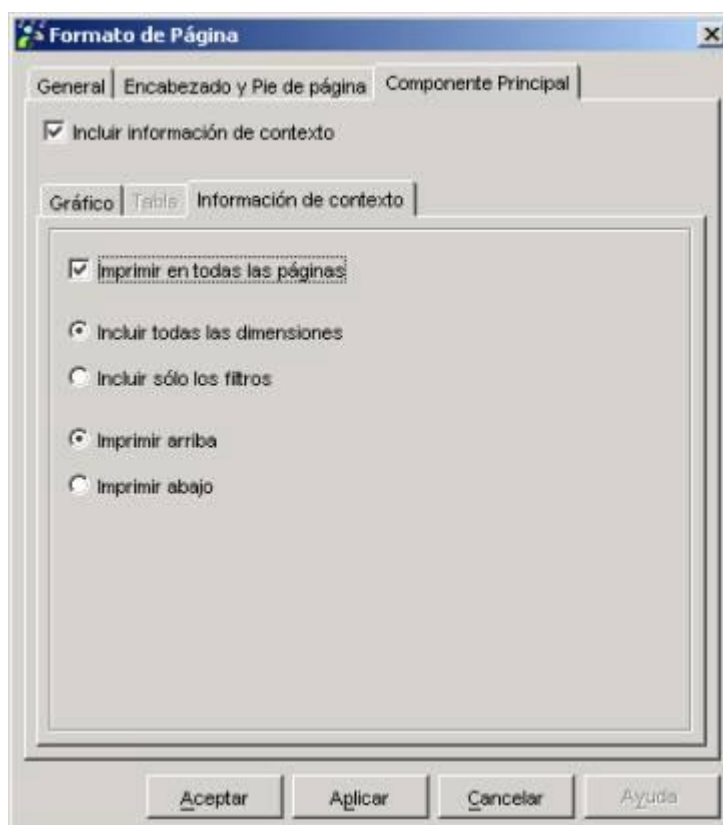 Formato de Página
General Encabezado y Pie de página Componente Principal
Incluir información de contexto
Gráfico Tabla Información de contexto
Imprimir en todas las páginas
Incluir todas las dimensiones
Incluir sólo los filtros
Imprimir arriba
Imprimir abajo
Aceptar Aplicar Cancelar Ayuda